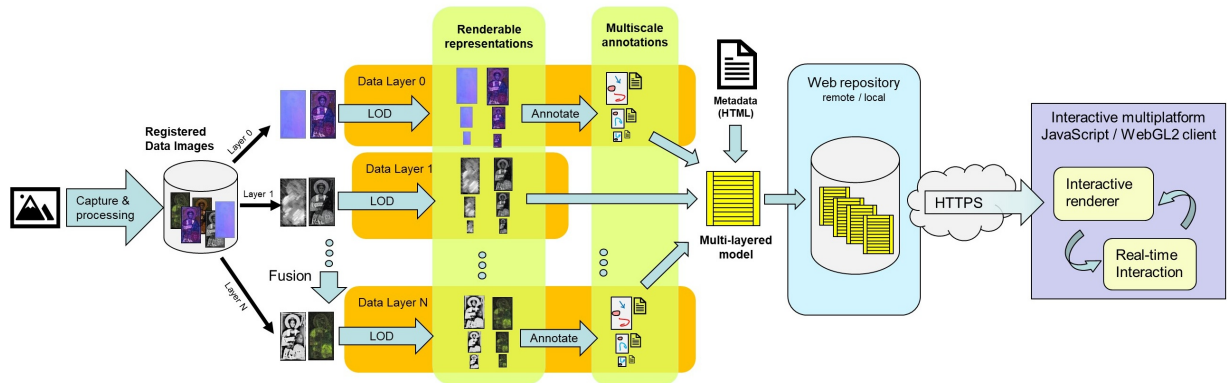 Renderable
representations
Multiscale
annotations
Data Layer 0
LOD
Annotate
Metadata
(HTML)
Web repository
remote / local
Interactive multiplatform
JavaScript / WebGL2 client
Registered
Data Images
Layer 0
Capture &
processing
Layer 1
Data Layer 1
LOD
Multi-layered
model
HTTPS
Interactive
renderer
Real-time
Interaction
Fusion
Layer N
Data Layer N
LOD
Annotate